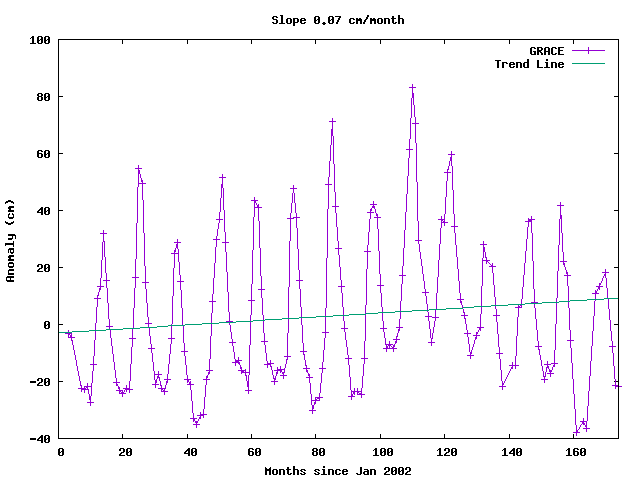 Slope 0.07 cm/month
100
GRACE
Trend Line
80
60
40
20
0
-20
-40
Anomaly (cm)
0 20 40 60 80 100 120 140 160
Months since Jan 2002